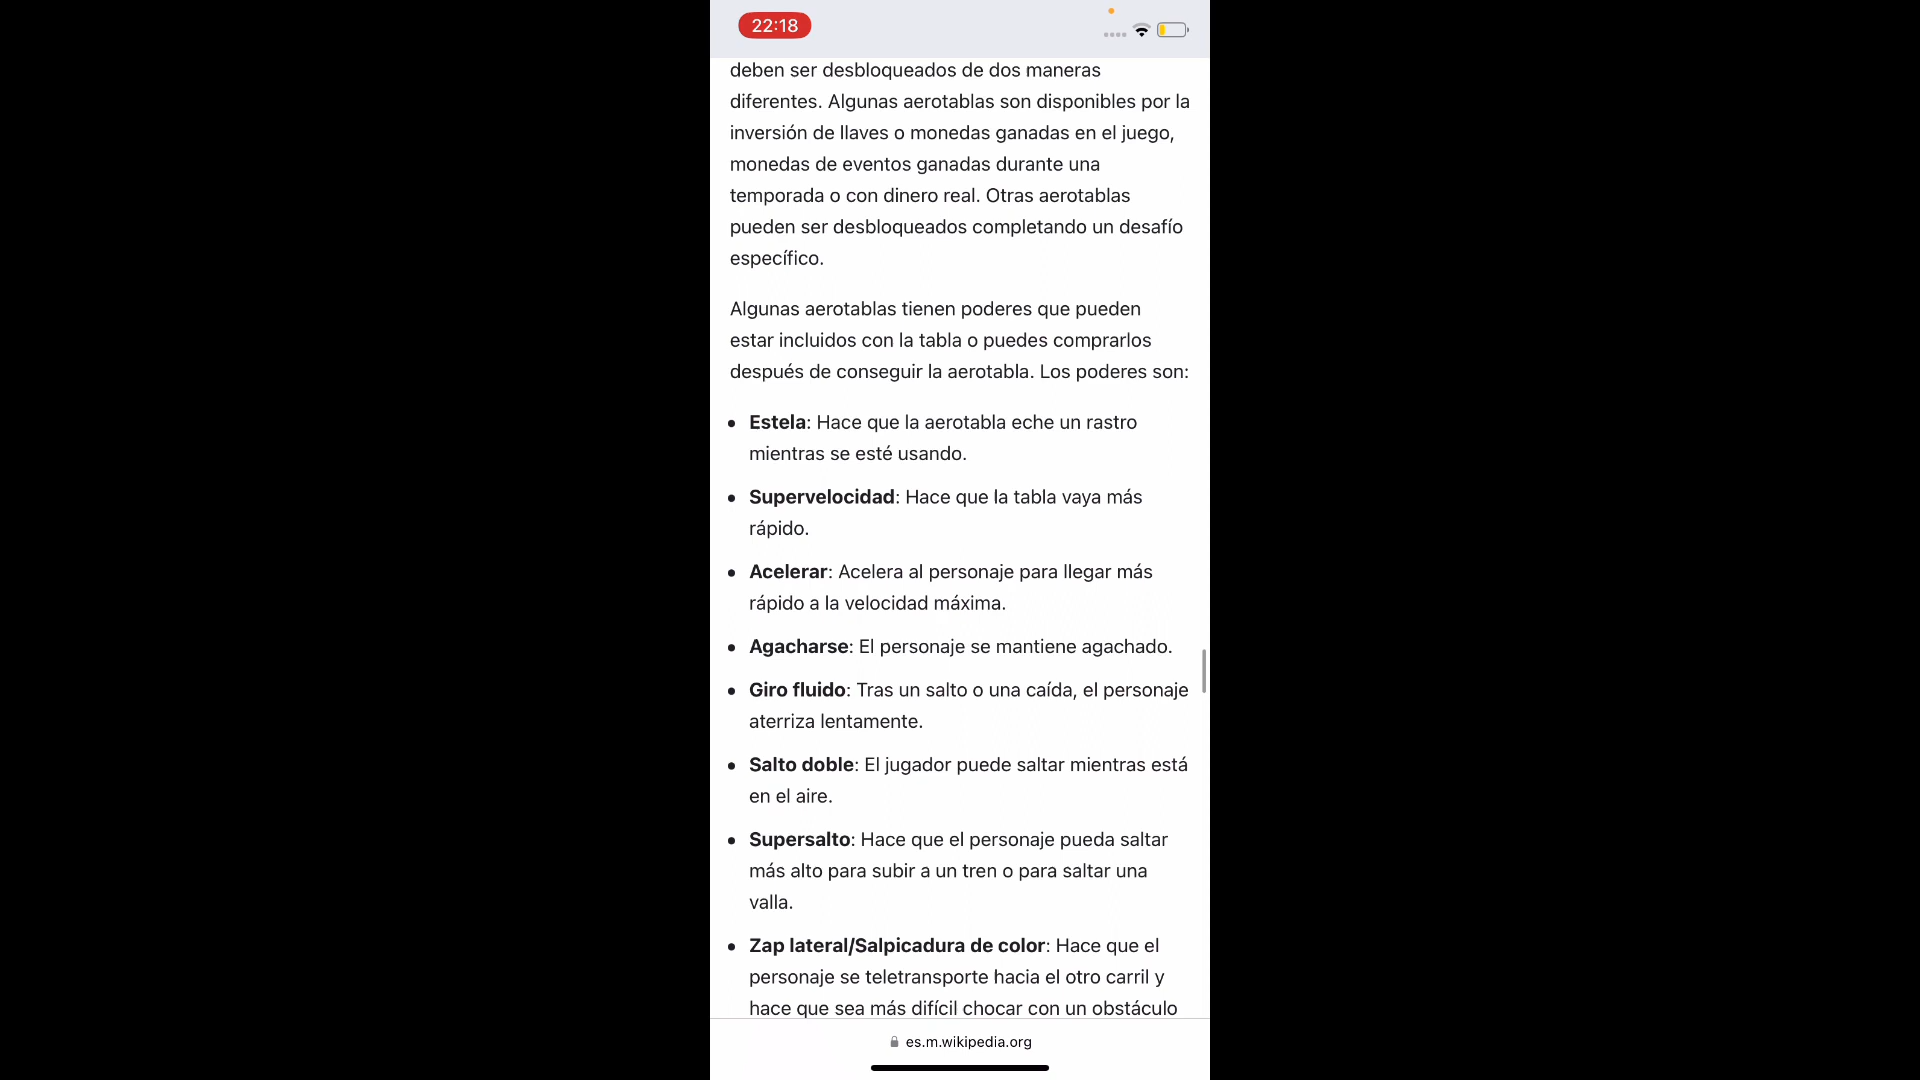 22:18
deben ser desbloqueados de dos maneras
diferentes. Algunas aerotablas son disponibles por la
inversión de llaves o monedas ganadas en el juego,
monedas de eventos ganadas durante una
temporada o con dinero real. Otras aerotablas
pueden ser desbloqueados completando un desafío
específico.
Algunas aerotablas tienen poderes que pueden
estar incluidos con la tabla o puedes comprarlos
después de conseguir la aerotabla. Los poderes son:
• Estela: Hace que la aerotabla eche un rastro
mientras se esté usando.
• Supervelocidad: Hace que la tabla vaya más
rápido.
• Acelerar: Acelera al personaje para llegar más
rápido a la velocidad máxima.
• Agacharse: El personaje se mantiene agachado.
• Giro fluido: Tras un salto o una caída, el personaje
aterriza lentamente.
• Salto doble: El jugador puede saltar mientras está
en el aire.
• Supersalto: Hace que el personaje pueda saltar
más alto para subir a un tren o para saltar una
valla.
• Zap lateral/Salpicadura de color: Hace que el
personaje se teletransporte hacia el otro carril y
hace que sea más difícil chocar con un obstáculo
es.m.wikipedia.org